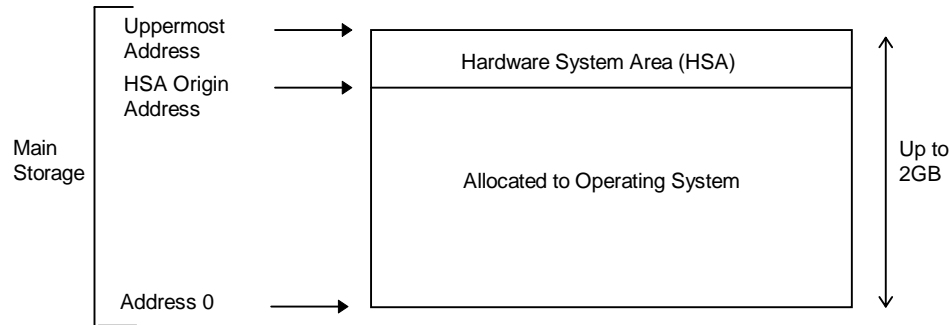 Uppermost
Address
Hardware System Area (HSA)
HSA Origin
Address
Main
Storage
Allocated to Operating System
Up to
2GB
Address 0